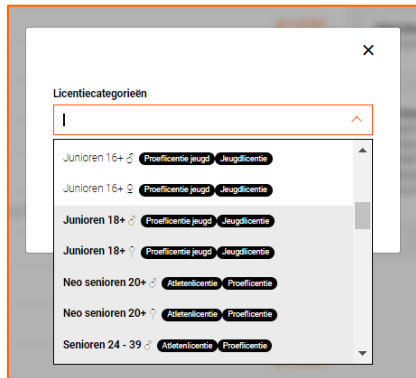 Licentiecategorieën
Junioren 16+ ♂ Proeflicentie jeugd Jeugdlicentie
Junioren 16+ ♀ Proeflicentie jeugd Jeugdlicentie
Junioren 18+ ♂ Proeflicentie jeugd Jeugdlicentie
Junioren 18+ ♀ Proeflicentie jeugd Jeugdlicentie
Neo senioren 20+ ♂ Atletenlicentie Proeflicentie
Neo senioren 20+ ♀ Atletenlicentie Proeflicentie
Senioren 24 - 39 ♂ Atletenlicentie Proeflicentie